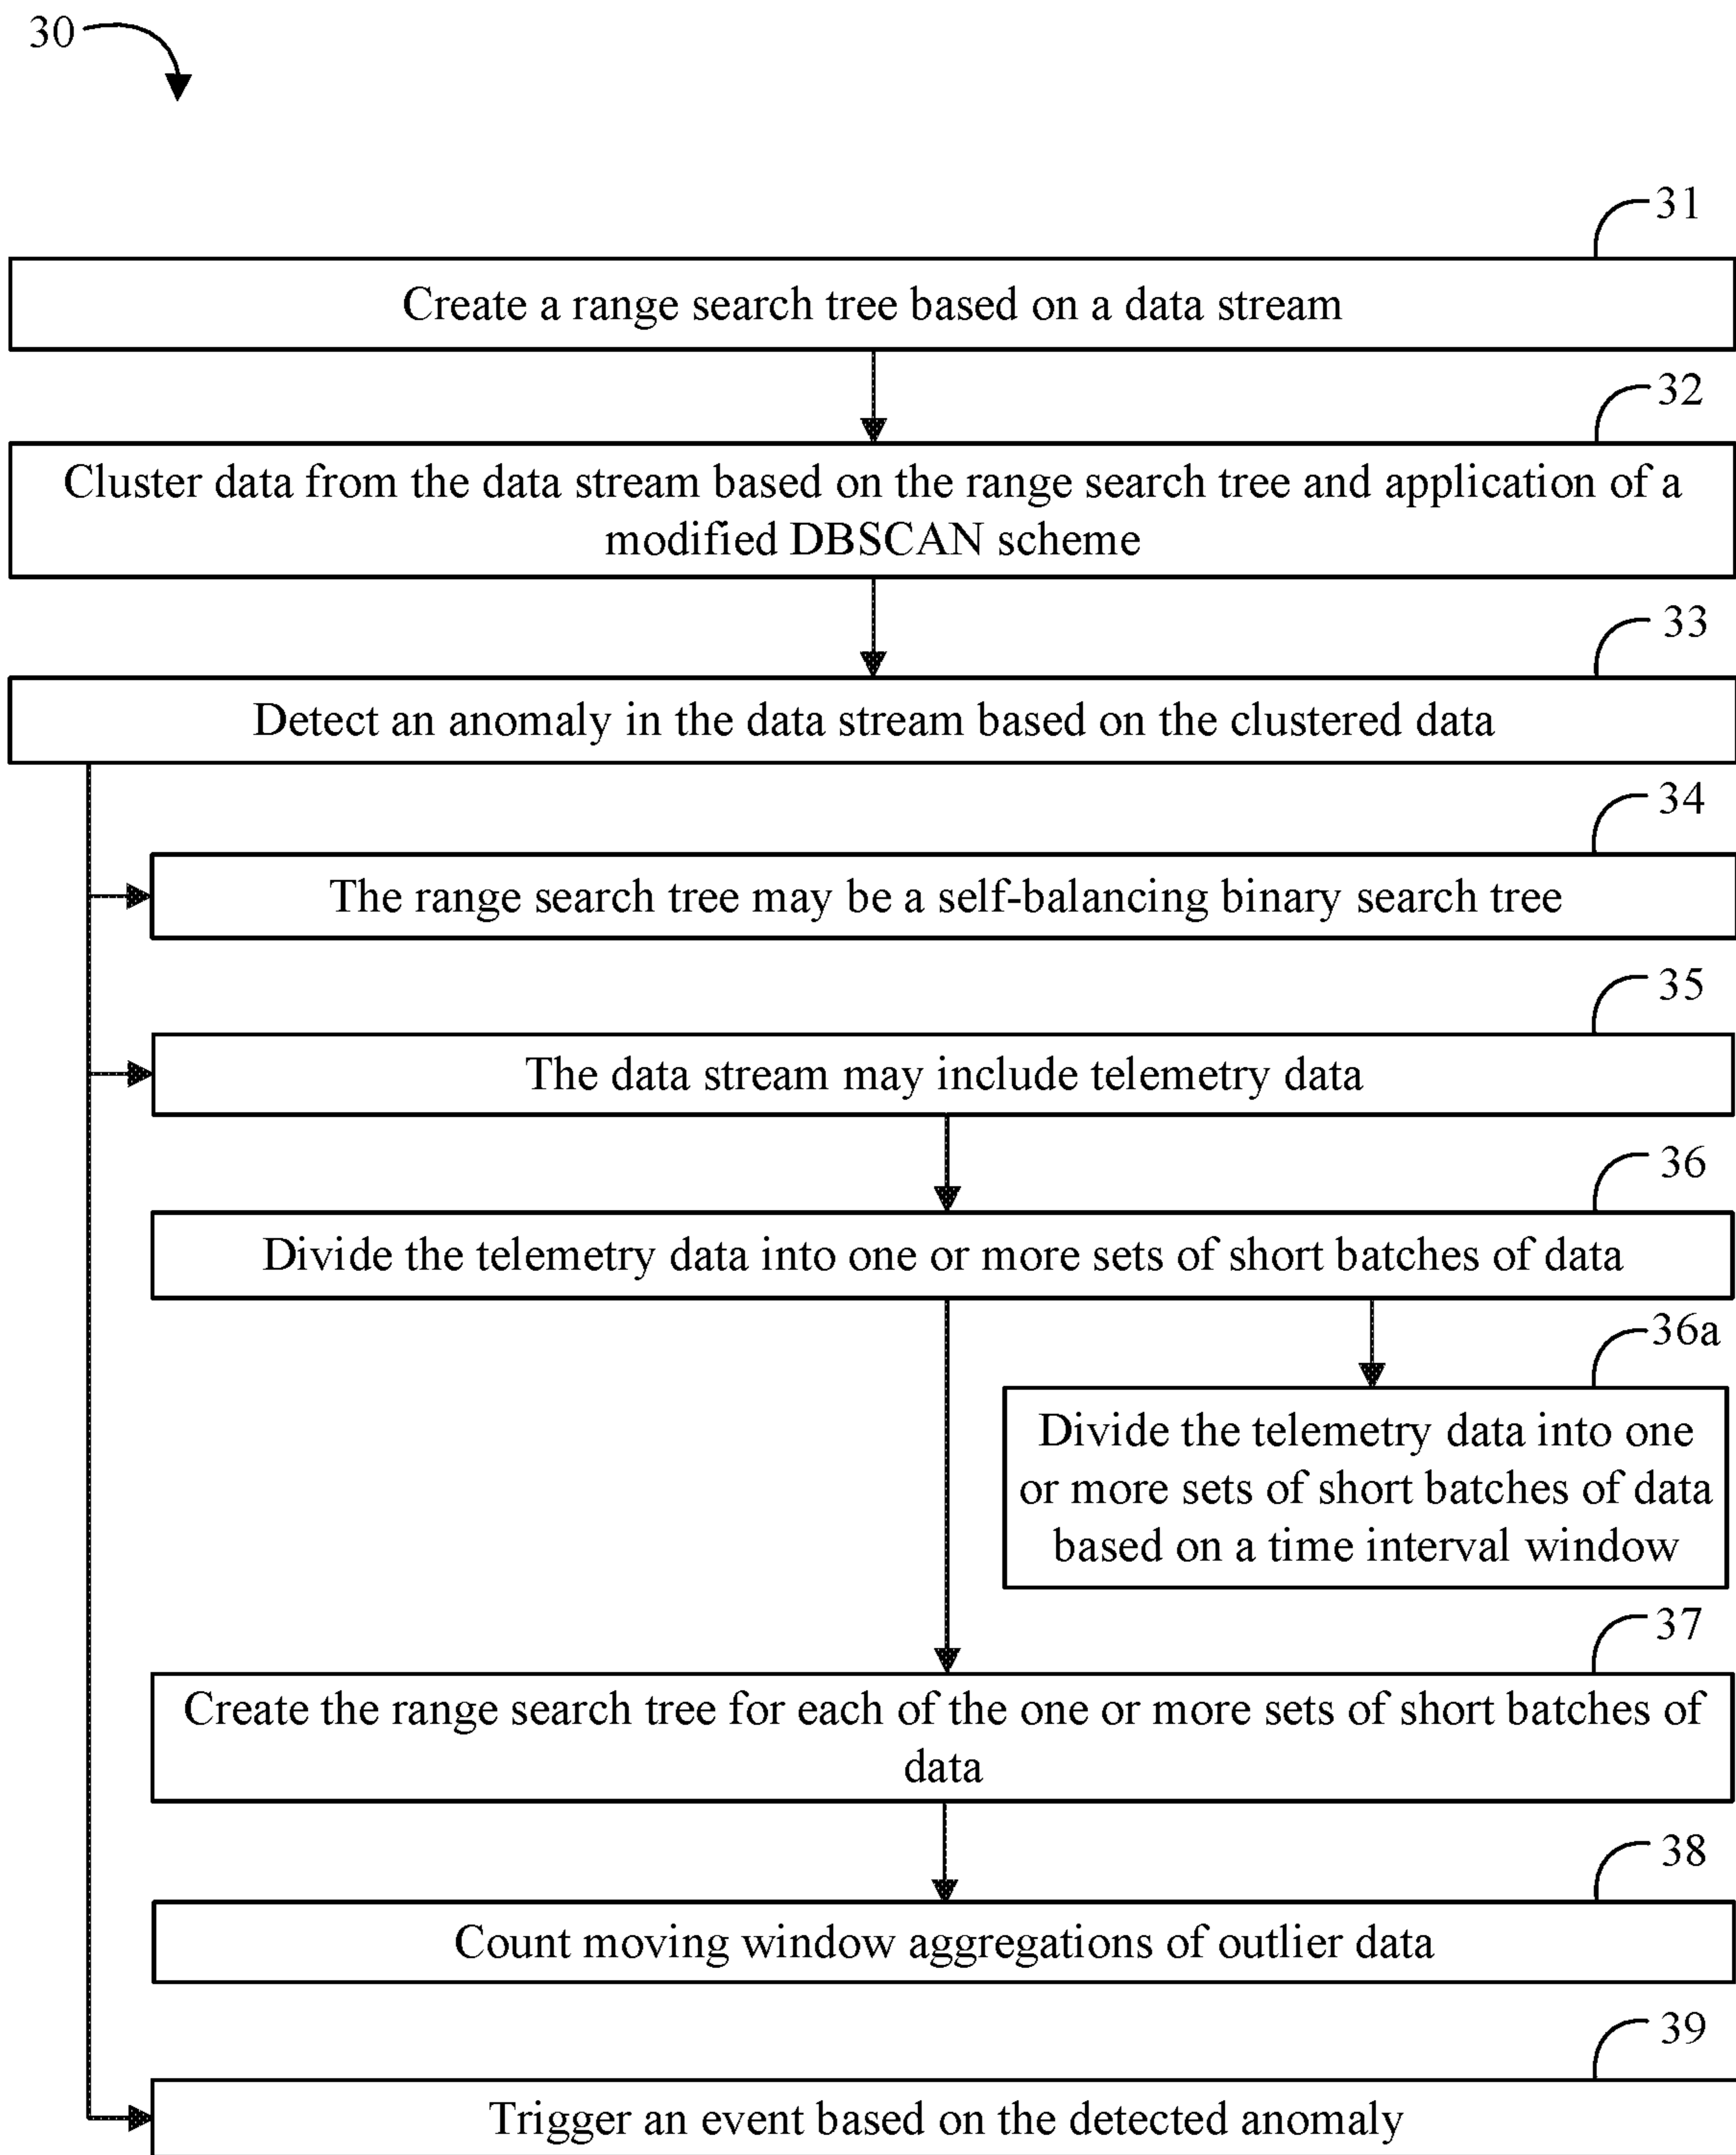 30
31
Create a range search tree based on a data stream
32
Cluster data from the data stream based on the range search tree and application of a
modified DBSCAN scheme
33
Detect an anomaly in the data stream based on the clustered data
34
The range search tree may be a self-balancing binary search tree
35
The data stream may include telemetry data
36
Divide the telemetry data into one or more sets of short batches of data
36a
Divide the telemetry data into one
or more sets of short batches of data
based on a time interval window
37
Create the range search tree for each of the one or more sets of short batches of
data
38
Count moving window aggregations of outlier data
39
Trigger an event based on the detected anomaly